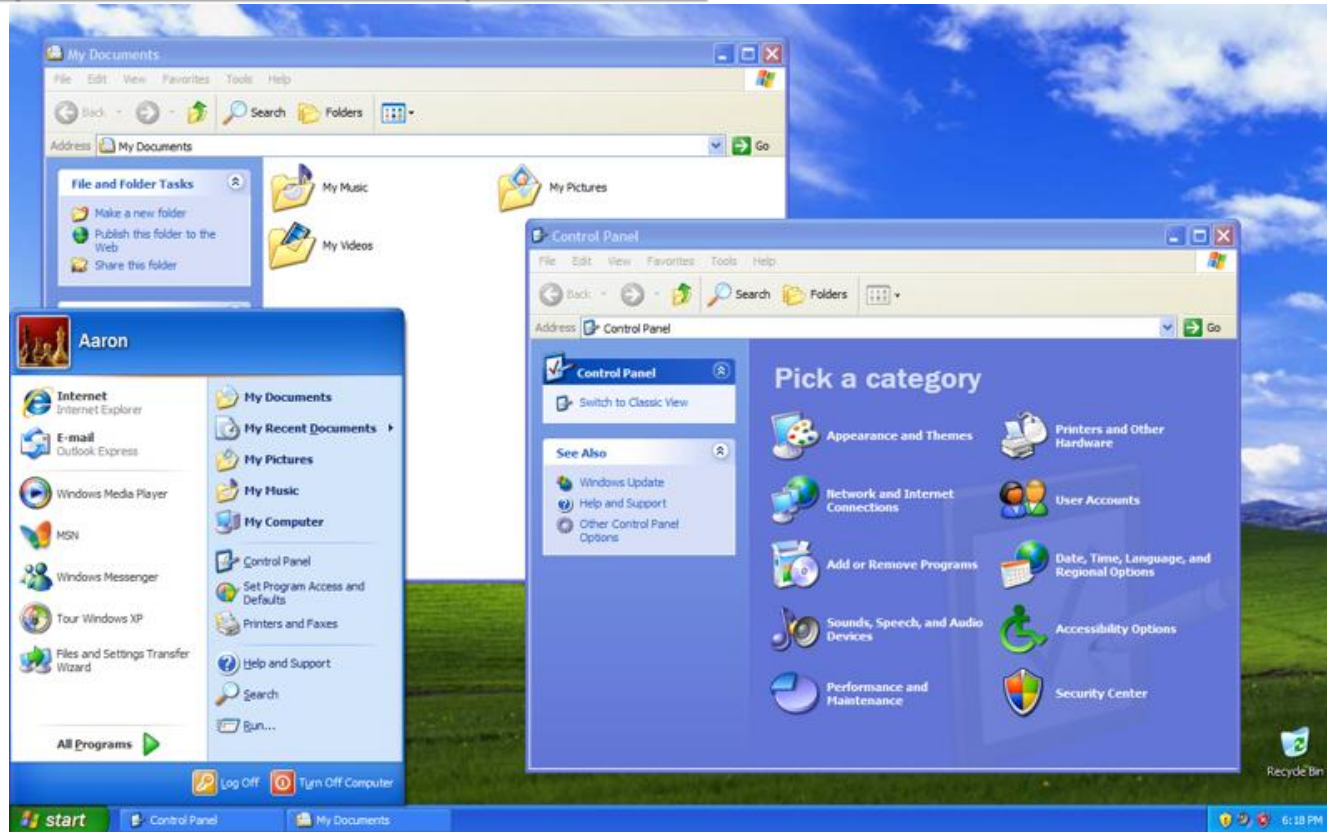 My Documents
File Edit View Favorites Tools Help
Back Search Folders
Address My Documents Go
File and Folder Tasks
Make a new folder
Publish this folder to the
Web
Share this folder
My Music
My Pictures
My Videos
Control Panel
File Edit View Favorites Tools Help
Back Search Folders
Address Control Panel Go
Control Panel
Switch to Classic View
See Also
Windows Update
Help and Support
Other Control Panel
Options
Pick a category
Appearance and Themes
Printers and Other
Hardware
Network and Internet
Connections
User Accounts
Add or Remove Programs
Date, Time, Language, and
Regional Options
Sounds, Speech, and Audio
Devices
Accessibility Options
Performance and
Maintenance
Security Center
Aaron
Internet
Internet Explorer
E-mail
Outlook Express
Windows Media Player
MSN
Windows Messenger
Tour Windows XP
Files and Settings Transfer
Wizard
All Programs
My Documents
My Recent Documents
My Pictures
My Music
My Computer
Control Panel
Set Program Access and
Defaults
Printers and Faxes
Help and Support
Search
Run...
Log Off Turn Off Computer
Recycle Bin
start Control Panel My Documents 6:18 PM